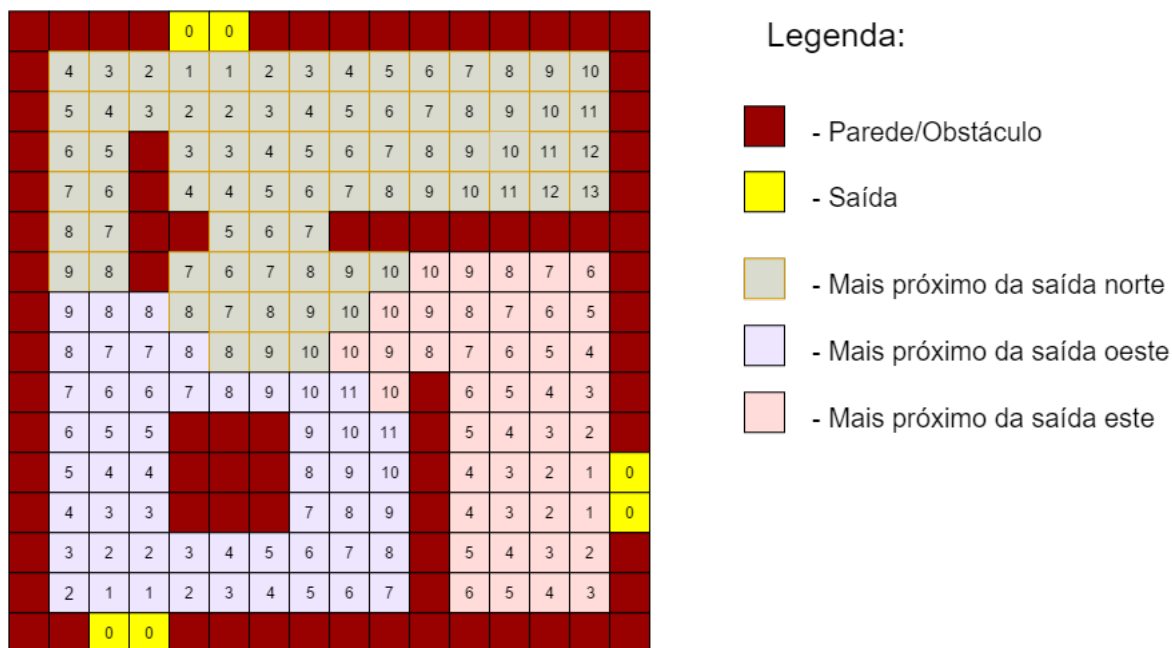 0 0
4 3 2 1 1 2 3 4 5 6 7 8 9 10
5 4 3 2 2 3 4 5 6 7 8 9 10 11
6 5 3 3 4 5 6 7 8 9 10 11 12
7 6 4 4 5 6 7 8 9 10 11 12 13
8 7 5 6 7
9 8 7 6 7 8 9 10 10 9 8 7 6
9 8 8 8 7 8 9 10 10 9 8 7 6 5
8 7 7 8 8 9 10 10 9 8 7 6 5 4
7 6 6 7 8 9 10 11 10 6 5 4 3
6 5 5 9 10 11 5 4 3 2
5 4 4 8 9 10 4 3 2 1 0
4 3 3 7 8 9 4 3 2 1 0
3 2 2 3 4 5 6 7 8 5 4 3 2
2 1 1 2 3 4 5 6 7 6 5 4 3
0 0
Legenda:
- Parede/Obstáculo
- Saída
- Mais próximo da saída norte
- Mais próximo da saída oeste
- Mais próximo da saída este